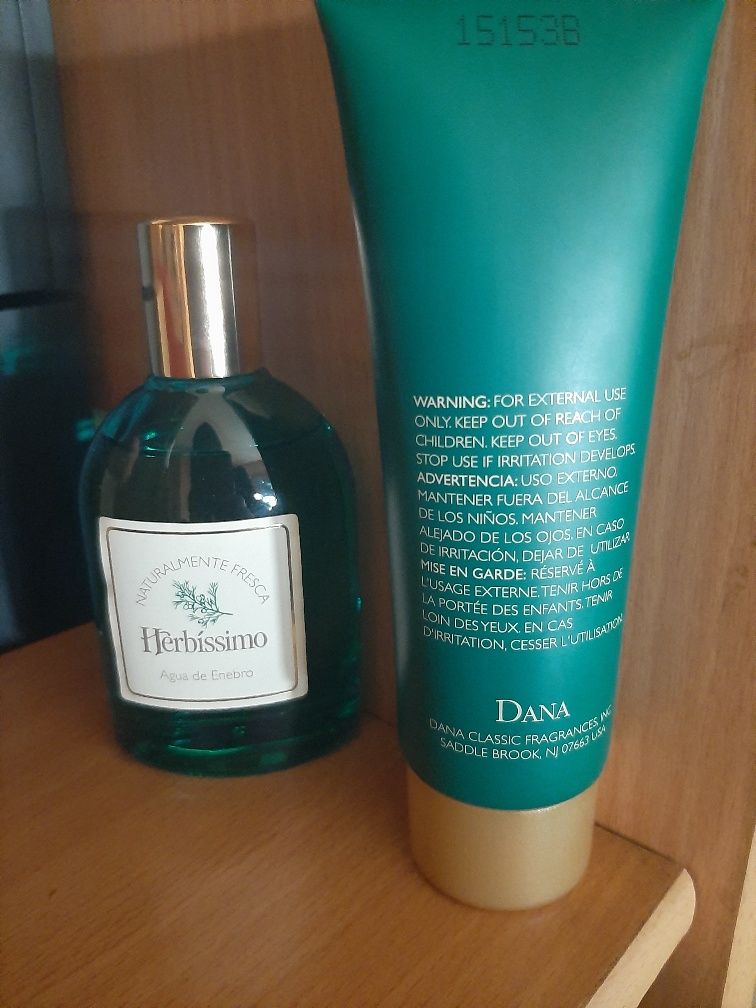 NATURALMENTE FRESCA
Herbíssimo
Agua de Enebro
15153B
WARNING: FOR EXTERNAL USE
ONLY. KEEP OUT OF REACH OF
CHILDREN. KEEP OUT OF EYES.
STOP USE IF IRRITATION DEVELOPS.
ADVERTENCIA: USO EXTERNO.
MANTENER FUERA DEL ALCANCE
DE LOS NIÑOS. MANTENER
ALEJADO DE LOS OJOS. EN CASO
DE IRRITACIÓN, DEJAR DE UTILIZAR
MISE EN GARDE: RÉSERVÉ À
L'USAGE EXTERNE. TENIR HORS DE
LA PORTÉE DES ENFANTS. TENIR
LOIN DES YEUX. EN CAS
D'IRRITATION, CESSER L'UTILISATION.
DANA
DANA CLASSIC FRAGRANCES, INC.
SADDLE BROOK, NJ 07663 USA